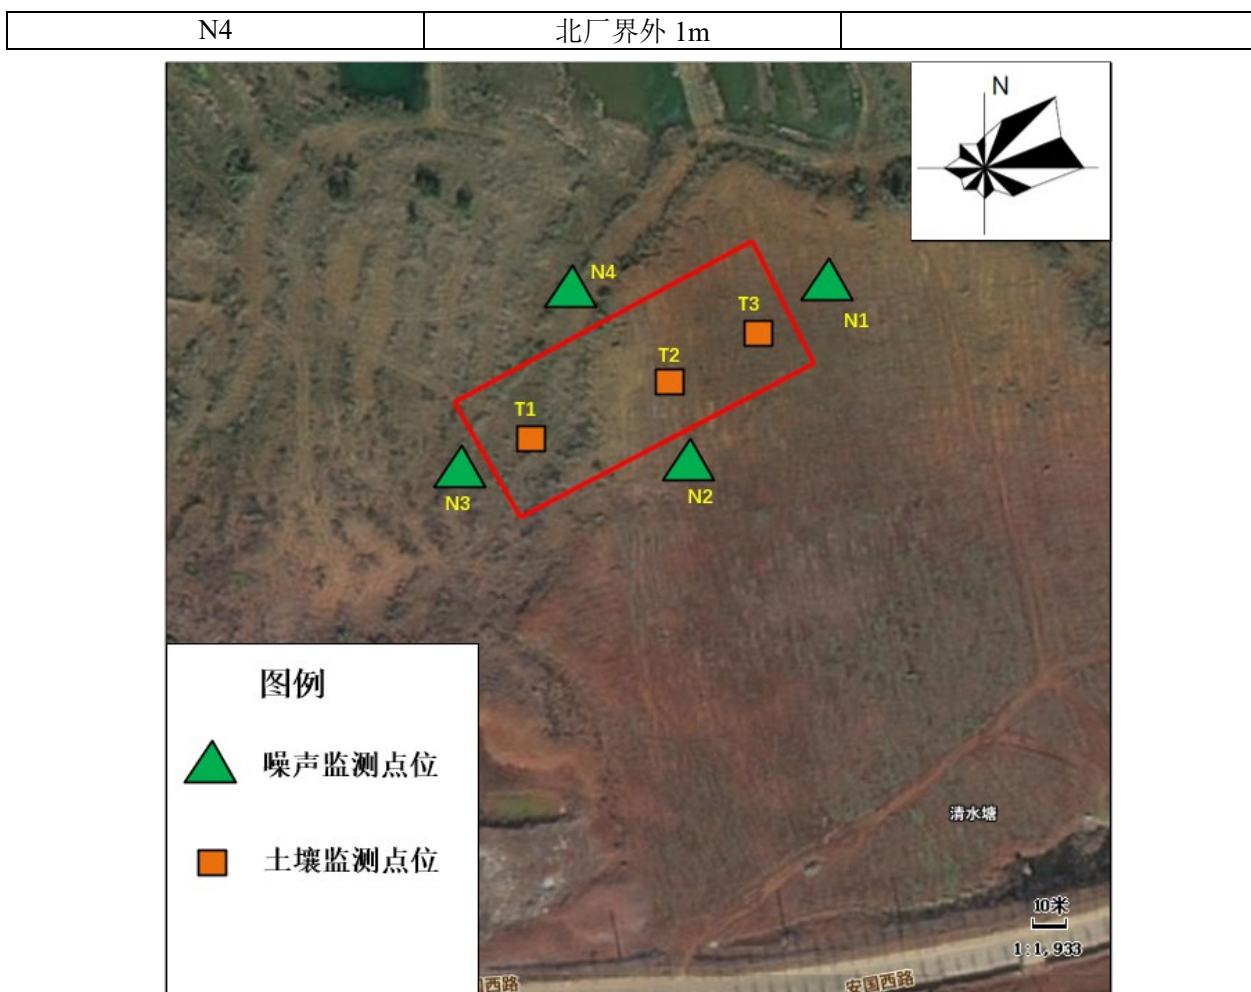 N4 北厂界外 1m
N
N4
N1
T3
T2
T1
N3
N2
图例
噪声监测点位
土壤监测点位
清水塘
10米
1:1,933
国西路
安国西路